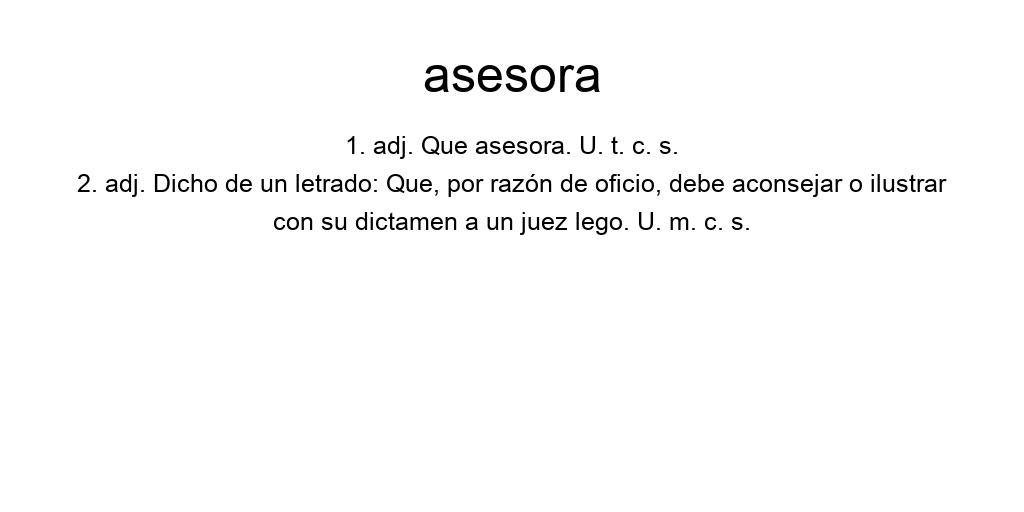 asesora
1. adj. Que asesora. U. t. c. s.
2. adj. Dicho de un letrado: Que, por razón de oficio, debe aconsejar o ilustrar
con su dictamen a un juez lego. U. m. c. s.